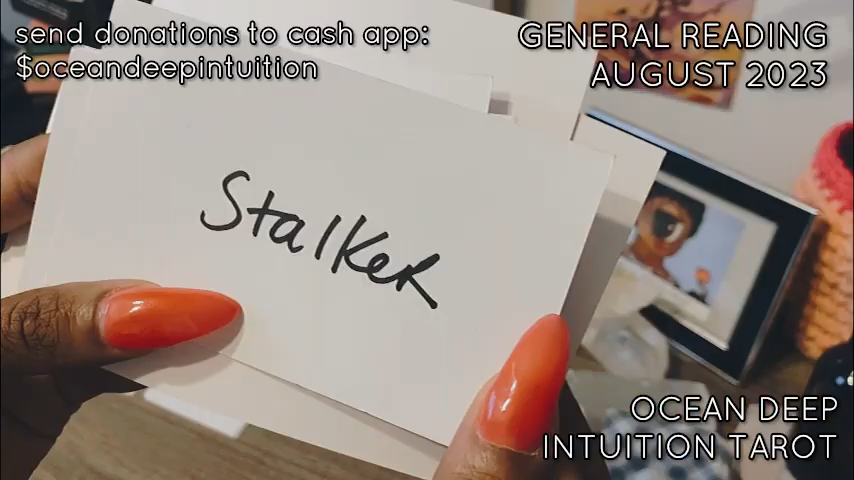 send donations to cash app:
$oceandeepintuition
GENERAL READING
AUGUST 2023
Stalker
OCEAN DEEP
INTUITION TAROT